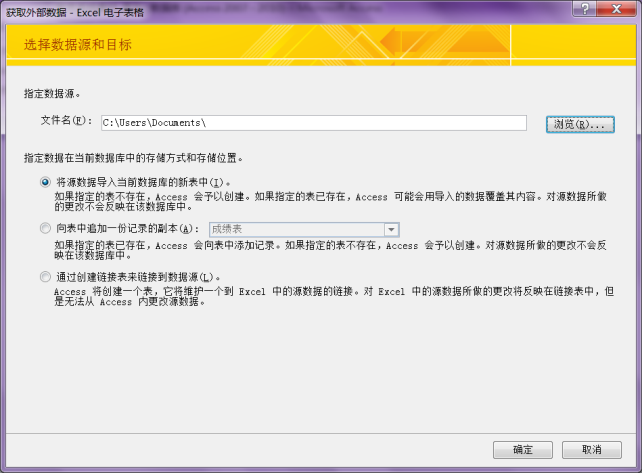 获取外部数据 - Excel 电子表格
选择数据源和目标
指定数据源。
文件名(F):
C:\Users\Documents\
浏览(R)...
指定数据在当前数据库中的存储方式和存储位置。
将源数据导入当前数据库的新表中(I)。
如果指定的表不存在，Access 会予以创建。如果指定的表已存在，Access 可能会用导入的数据覆盖其内容。对源数据所做
的更改不会反映在该数据库中。
向表中追加一份记录的副本(A):
成绩表
如果指定的表已存在，Access 会向表中添加记录。如果指定的表不存在，Access 会予以创建。对源数据所做的更改不会反
映在该数据库中。
通过创建链接表来链接到数据源(L)。
Access 将创建一个表，它将维护一个到 Excel 中的源数据的链接。对 Excel 中的源数据所做的更改将反映在链接表中，但
是无法从 Access 内更改源数据。
确定
取消